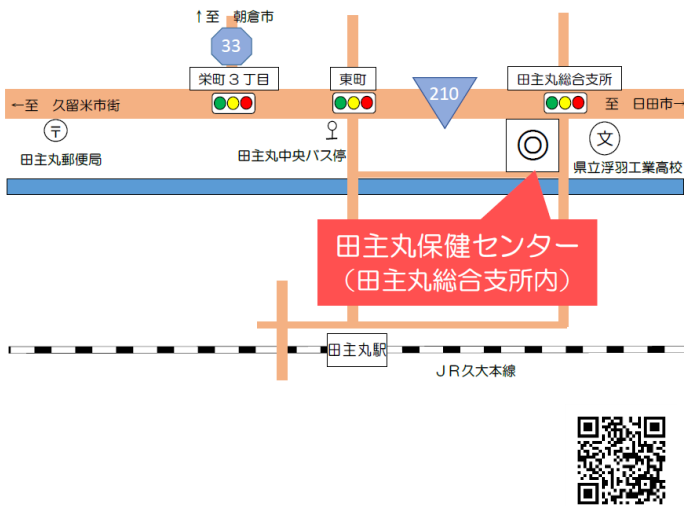 ↑至 朝倉市
33
栄町３丁目
東町
210
田主丸総合支所
←至 久留米市街
至 日田市→
〒
田主丸郵便局
田主丸中央バス停
◎
文
県立浮羽工業高校
田主丸保健センター
（田主丸総合支所内）
田主丸駅
ＪＲ久大本線